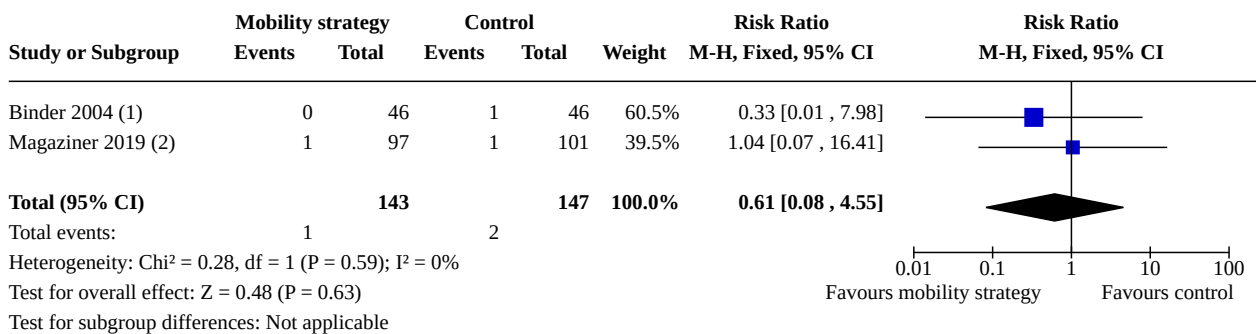 Mobility strategy Control Risk Ratio Risk Ratio
Study or Subgroup Events Total Events Total Weight M-H, Fixed, 95% CI M-H, Fixed, 95% CI
Binder 2004 (1) 0 46 1 46 60.5% 0.33 [0.01 , 7.98]
Magaziner 2019 (2) 1 97 1 101 39.5% 1.04 [0.07 , 16.41]
Total (95% CI) 143 147 100.0% 0.61 [0.08 , 4.55]
Total events: 1 2
Heterogeneity: Chi² = 0.28, df = 1 (P = 0.59); I² = 0%
0.01 0.1 1 10 100
Test for overall effect: Z = 0.48 (P = 0.63)
Favours mobility strategy Favours control
Test for subgroup differences: Not applicable